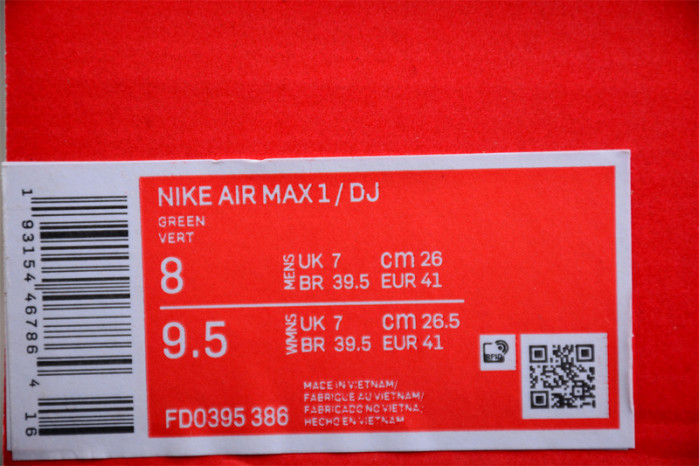 NIKE AIR MAX 1 / DJ
GREEN
VERT
8 MENS UK 7 cm 26
BR 39.5 EUR 41
9.5 WMNS UK 7 cm 26.5
BR 39.5 EUR 41
RFID
MADE IN VIETNAM/
FABRIQUE AU VIETNAM/
FABRICADO NO VIETNA,
HECHO EN VIETNAM
FD0395 386
1 93154 46786 4 16